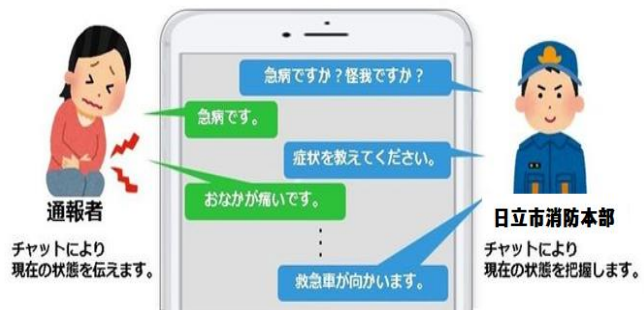 急病ですか？怪我ですか？
急病です。
症状を教えてください。
おなかが痛いです。
救急車が向かいます。
通報者
チャットにより
現在の状態を伝えます。
日立市消防本部
チャットにより
現在の状態を把握します。